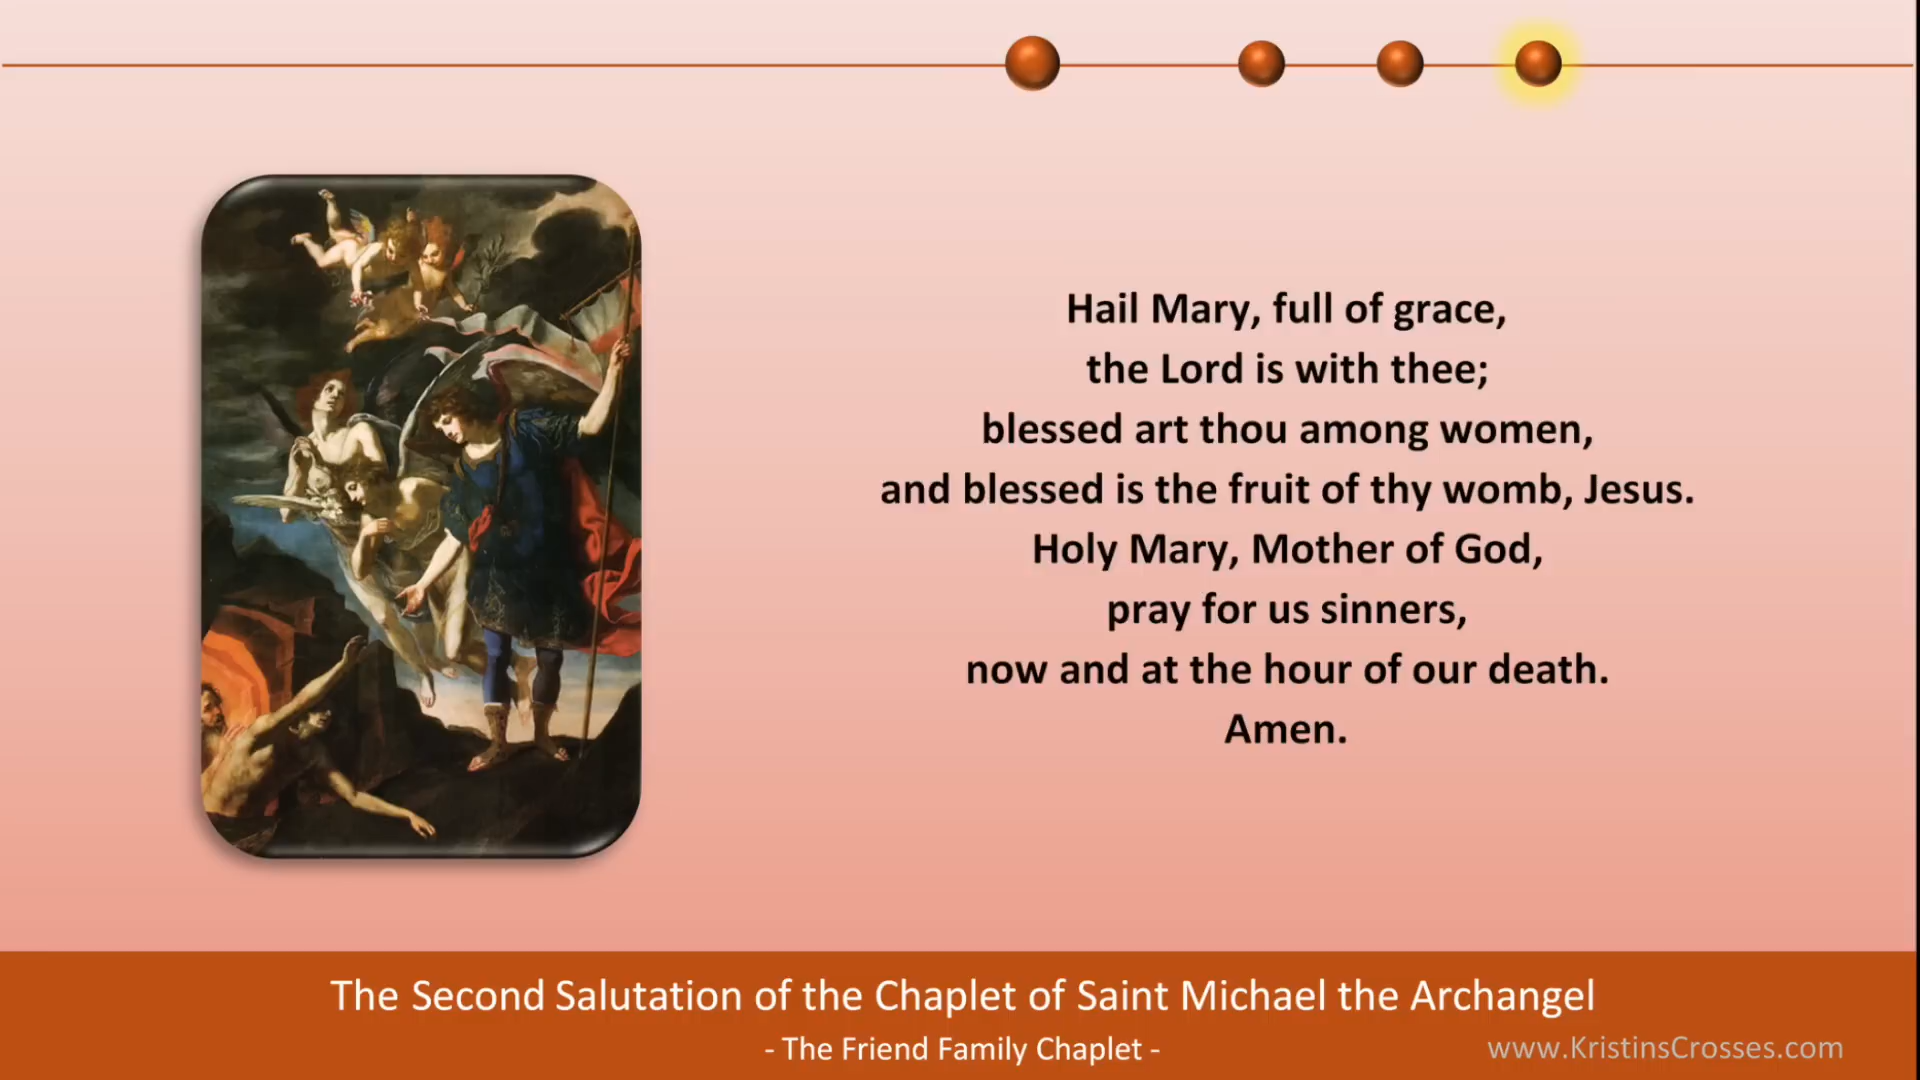 Hail Mary, full of grace,
the Lord is with thee;
blessed art thou among women,
and blessed is the fruit of thy womb, Jesus.
Holy Mary, Mother of God,
pray for us sinners,
now and at the hour of our death.
Amen.
The Second Salutation of the Chaplet of Saint Michael the Archangel
- The Friend Family Chaplet -
www.KristinsCrosses.com